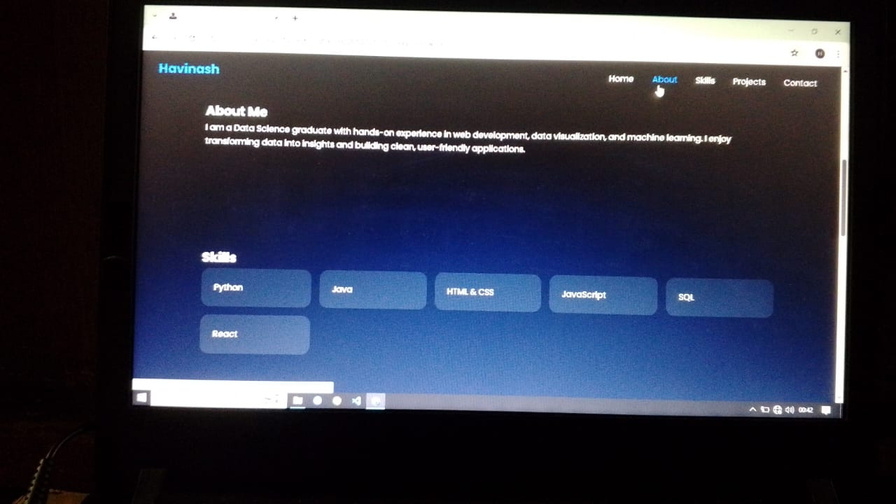 Havinash
Home About Skills Projects Contact
About Me
I am a Data Science graduate with hands-on experience in web development, data visualization, and machine learning. I enjoy
transforming data into insights and building clean, user-friendly applications.
Skills
Python Java HTML & CSS JavaScript SQL
React
00:42